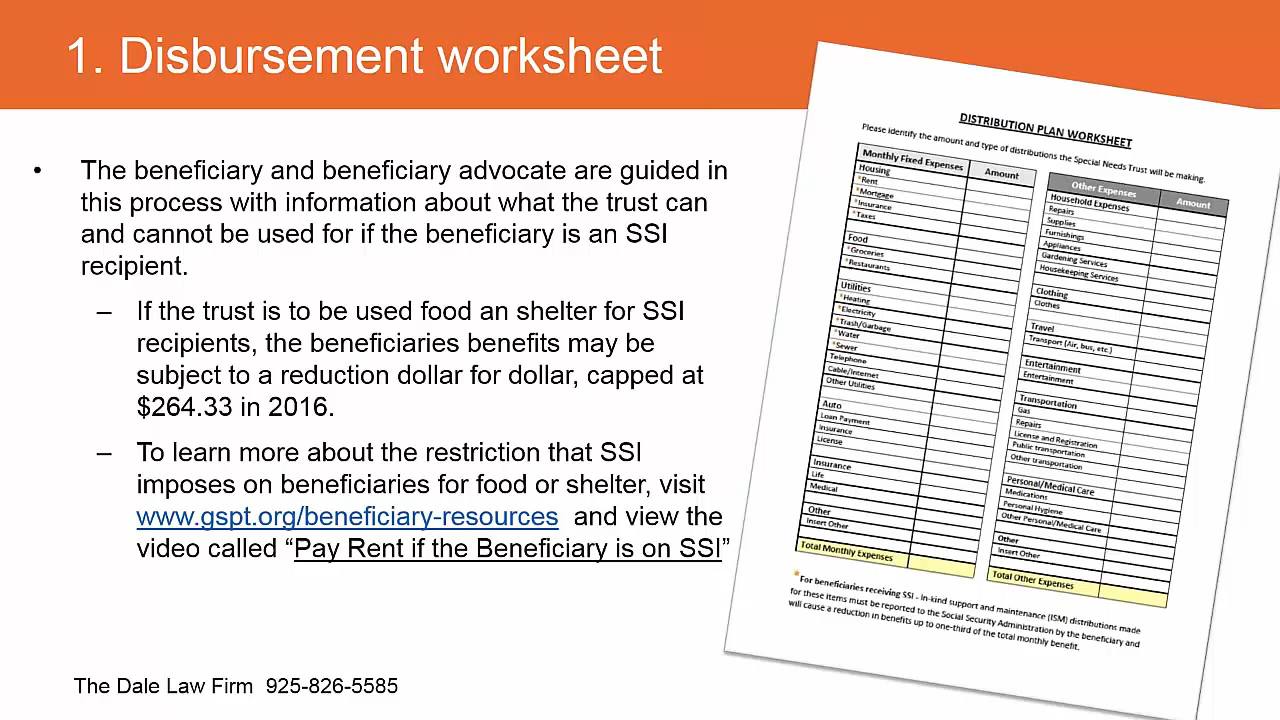 1. Disbursement worksheet
• The beneficiary and beneficiary advocate are guided in
this process with information about what the trust can
and cannot be used for if the beneficiary is an SSI
recipient.
– If the trust is to be used food an shelter for SSI
recipients, the beneficiaries benefits may be
subject to a reduction dollar for dollar, capped at
$264.33 in 2016.
– To learn more about the restriction that SSI
imposes on beneficiaries for food or shelter, visit
www.gspt.org/beneficiary-resources and view the
video called “Pay Rent if the Beneficiary is on SSI”
The Dale Law Firm 925-826-5585
DISTRIBUTION PLAN WORKSHEET
Please identify the amount and type of distributions the Special Needs Trust will be making.
Monthly Fixed Expenses Amount
Housing
*Rent
*Mortgage
*Insurance
*Taxes
Food
*Groceries
*Restaurants
Utilities
*Heating
*Electricity
*Trash/Garbage
*Water
*Sewer
Telephone
Cable/Internet
Other Utilities
Auto
Loan Payment
Insurance
License
Insurance
Life
Medical
Other
Insert Other
Total Monthly Expenses
Other Expenses Amount
Household Expenses
Repairs
Supplies
Furnishings
Appliances
Gardening Services
Housekeeping Services
Clothing
Clothes
Travel
Transport (Air, bus, etc.)
Entertainment
Entertainment
Transportation
Gas
Repairs
License and Registration
Public transportation
Other transportation
Personal/Medical Care
Medications
Personal Hygiene
Other Personal/Medical Care
Other
Insert Other
Total Other Expenses
*For beneficiaries receiving SSI - In-kind support and maintenance (ISM) distributions made
for these items must be reported to the Social Security Administration by the beneficiary and
will cause a reduction in benefits up to one-third of the total monthly benefit.